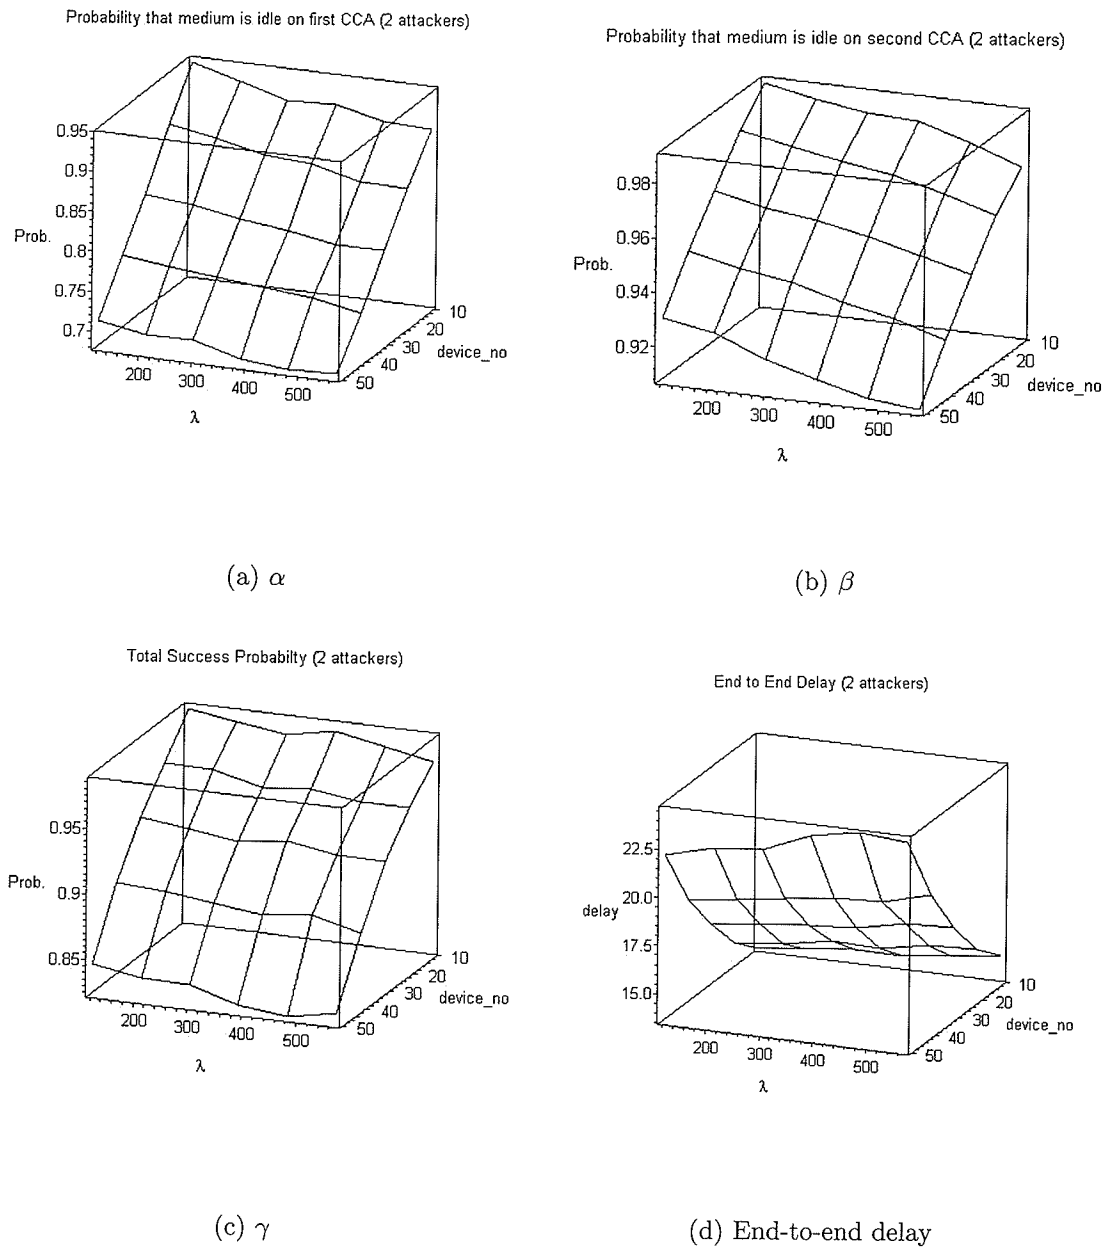 Probability that medium is idle on first CCA (2 attackers)
0.95
0.9
0.85
Prob.
0.8
0.75
0.7
200
300
400
500
λ
10
20
30
40
50
device_no
(a) α
Probability that medium is idle on second CCA (2 attackers)
0.98
0.96
Prob.
0.94
0.92
200
300
400
500
λ
10
20
30
40
50
device_no
(b) β
Total Success Probabilty (2 attackers)
0.95
Prob.
0.9
0.85
200
300
400
500
λ
10
20
30
40
50
device_no
(c) γ
End to End Delay (2 attackers)
22.5
20.0
delay
17.5
15.0
200
300
400
500
λ
10
20
30
40
50
device_no
(d) End-to-end delay